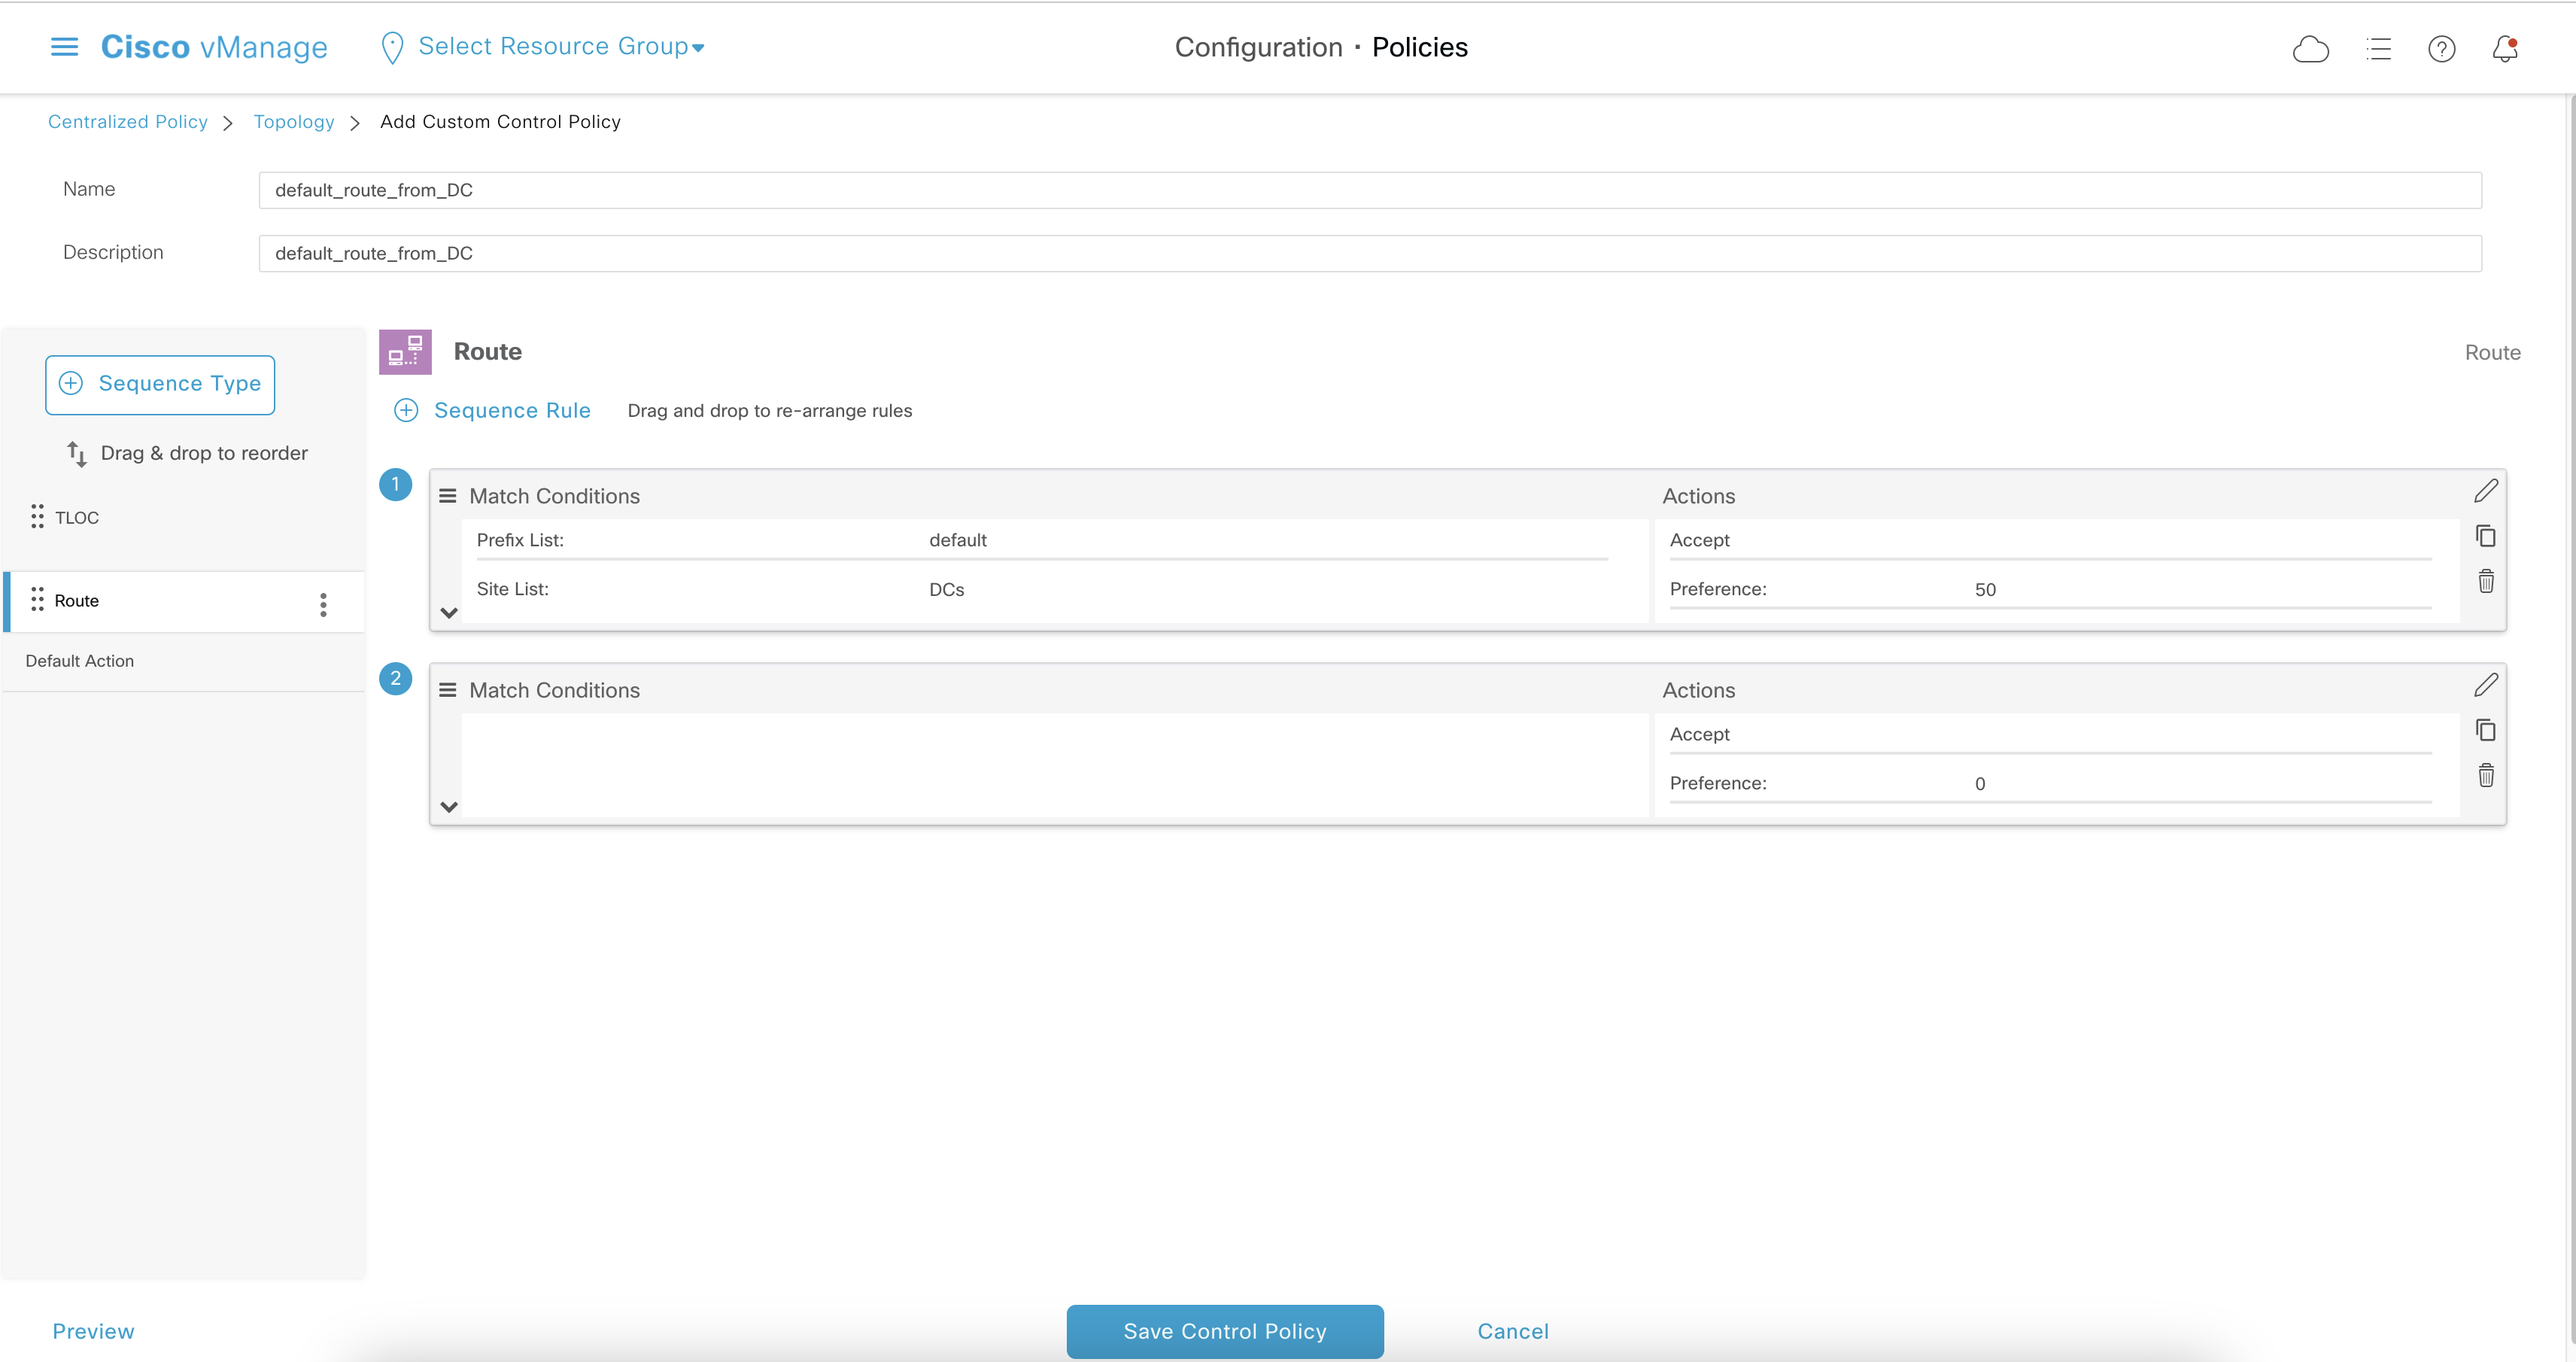 Cisco vManage
Select Resource Group
Configuration · Policies
Centralized Policy > Topology > Add Custom Control Policy
Name
default_route_from_DC
Description
default_route_from_DC
Sequence Type
Drag & drop to reorder
TLOC
Route
Default Action
Route
Route
Sequence Rule
Drag and drop to re-arrange rules
1
Match Conditions
Actions
Prefix List: default
Accept
Site List: DCs
Preference: 50
2
Match Conditions
Actions
Accept
Preference: 0
Preview
Save Control Policy
Cancel